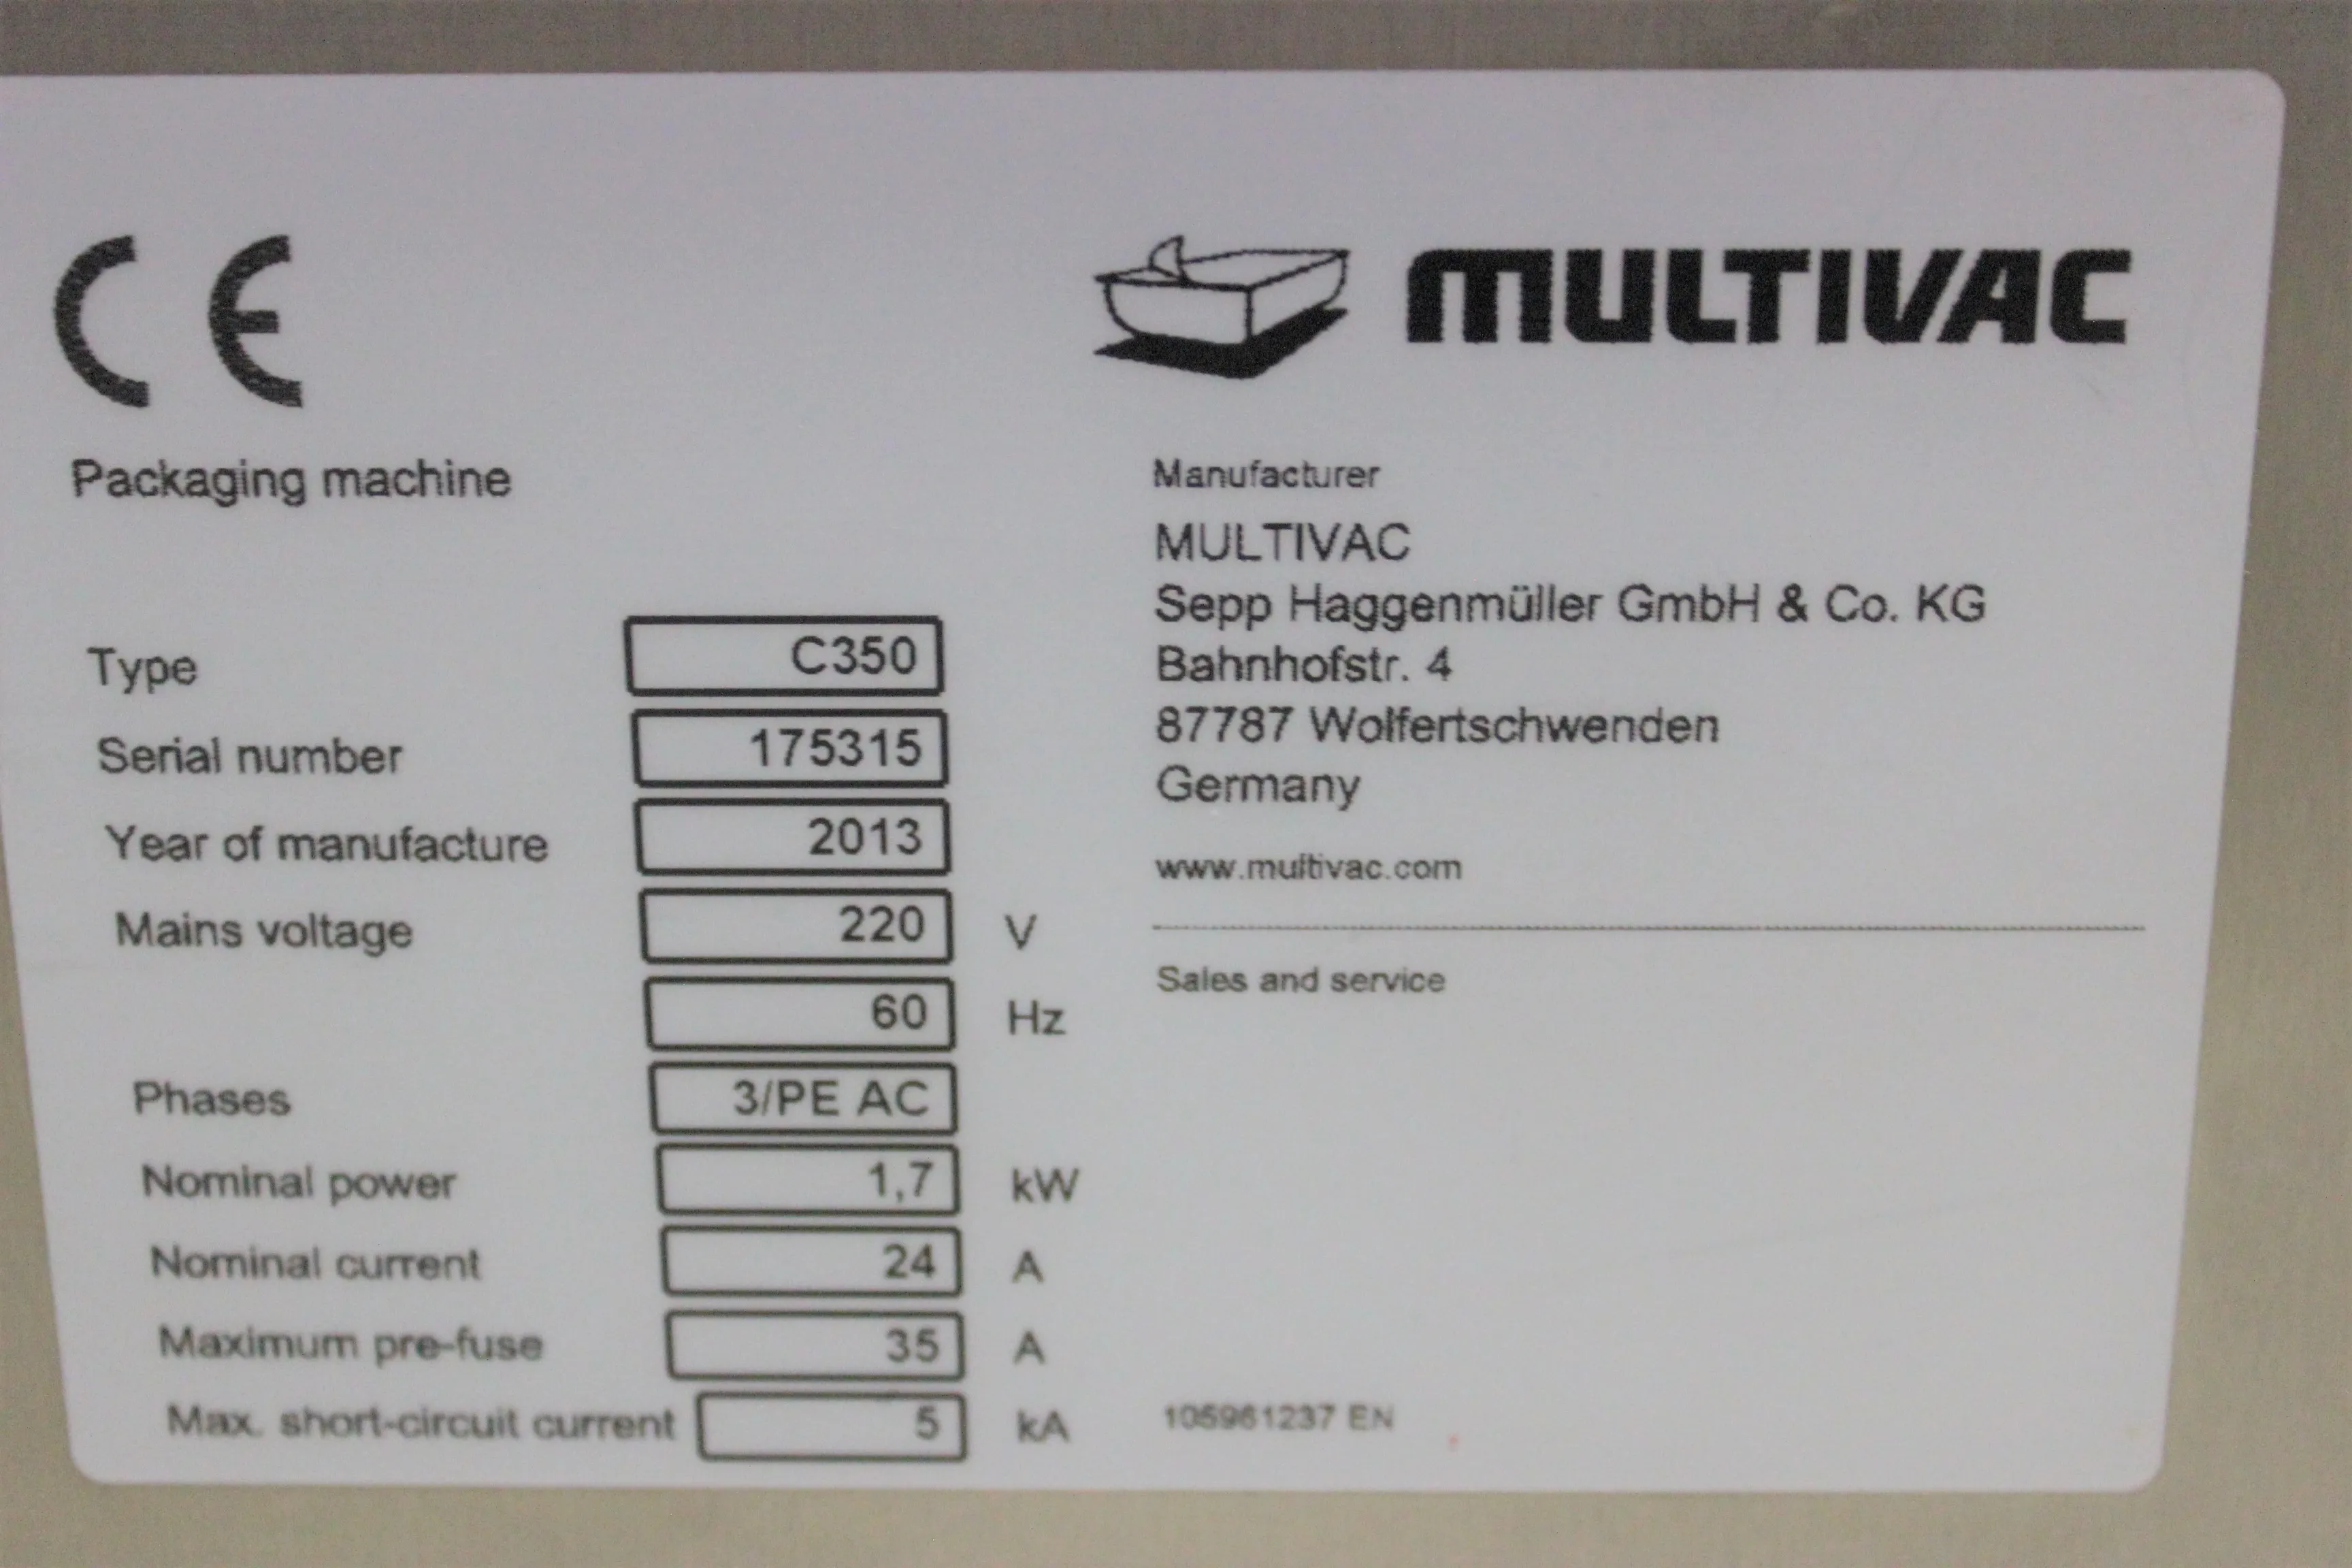 CE
MULTIVAC
Packaging machine
Type C350
Serial number 175315
Year of manufacture 2013
Mains voltage 220 V
60 Hz
Phases 3/PE AC
Nominal power 1,7 kW
Nominal current 24 A
Maximum pre-fuse 35 A
Max. short-circuit current 5 kA
Manufacturer
MULTIVAC
Sepp Haggenmüller GmbH & Co. KG
Bahnhofstr. 4
87787 Wolfertschwenden
Germany
www.multivac.com
Sales and service
105961237 EN